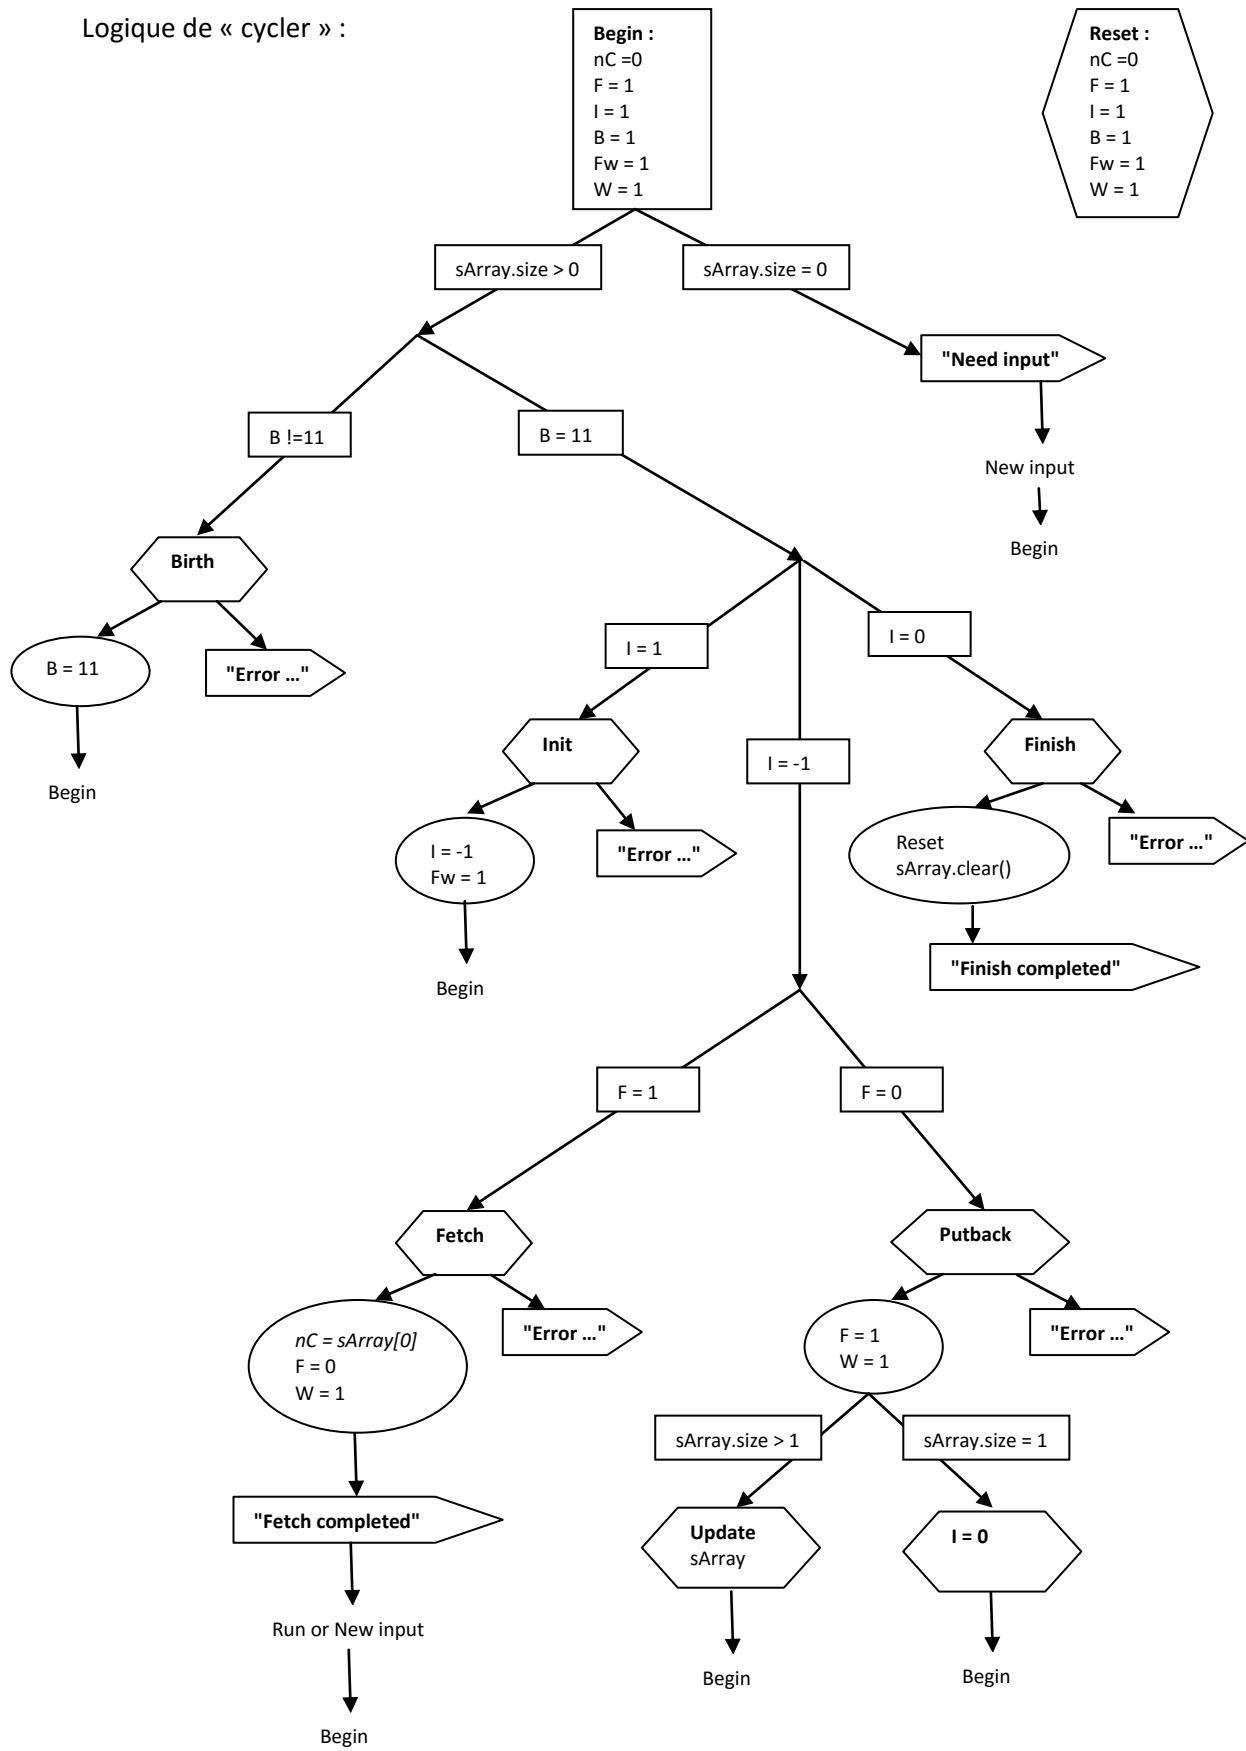 Logique de « cycler » :
Begin :
nC =0
F = 1
I = 1
B = 1
Fw = 1
W = 1
Reset :
nC =0
F = 1
I = 1
B = 1
Fw = 1
W = 1
sArray.size > 0
sArray.size = 0
"Need input"
B !=11
B = 11
New input
Begin
Birth
B = 11
"Error ..."
Begin
I = 1
I = 0
I = -1
Init
Finish
I = -1
Fw = 1
"Error ..."
Reset
sArray.clear()
"Error ..."
Begin
"Finish completed"
F = 1
F = 0
Fetch
Putback
nC = sArray[0]
F = 0
W = 1
"Error ..."
F = 1
W = 1
"Error ..."
sArray.size > 1
sArray.size = 1
"Fetch completed"
Update
sArray
I = 0
Run or New input
Begin
Begin
Begin